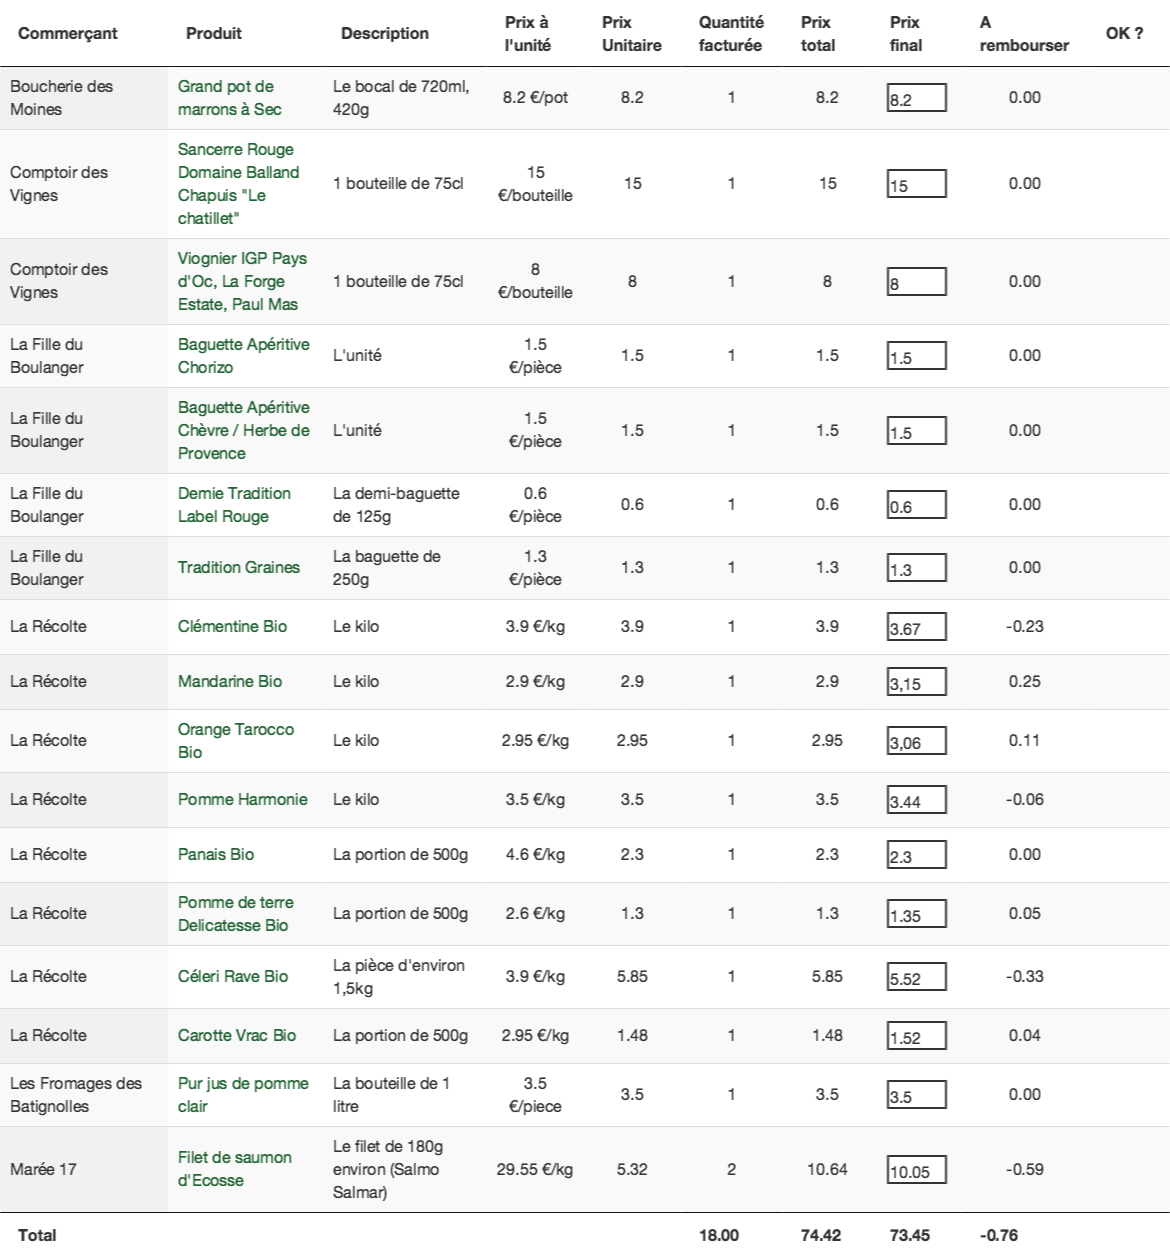 Commerçant Produit Description Prix à l'unité Prix Unitaire Quantité facturée Prix total Prix final A rembourser OK ?
Boucherie des Moines Grand pot de marrons à Sec Le bocal de 720ml, 420g 8.2 €/pot 8.2 1 8.2 8.2 0.00
Comptoir des Vignes Sancerre Rouge Domaine Balland Chapuis "Le chatillet" 1 bouteille de 75cl 15 €/bouteille 15 1 15 15 0.00
Comptoir des Vignes Viognier IGP Pays d'Oc, La Forge Estate, Paul Mas 1 bouteille de 75cl 8 €/bouteille 8 1 8 8 0.00
La Fille du Boulanger Baguette Apéritive Chorizo L'unité 1.5 €/pièce 1.5 1 1.5 1.5 0.00
La Fille du Boulanger Baguette Apéritive Chèvre / Herbe de Provence L'unité 1.5 €/pièce 1.5 1 1.5 1.5 0.00
La Fille du Boulanger Demie Tradition Label Rouge La demi-baguette de 125g 0.6 €/pièce 0.6 1 0.6 0.6 0.00
La Fille du Boulanger Tradition Graines La baguette de 250g 1.3 €/pièce 1.3 1 1.3 1.3 0.00
La Récolte Clémentine Bio Le kilo 3.9 €/kg 3.9 1 3.9 3.67 -0.23
La Récolte Mandarine Bio Le kilo 2.9 €/kg 2.9 1 2.9 3,15 0.25
La Récolte Orange Tarocco Bio Le kilo 2.95 €/kg 2.95 1 2.95 3,06 0.11
La Récolte Pomme Harmonie Le kilo 3.5 €/kg 3.5 1 3.5 3.44 -0.06
La Récolte Panais Bio La portion de 500g 4.6 €/kg 2.3 1 2.3 2.3 0.00
La Récolte Pomme de terre Delicatesse Bio La portion de 500g 2.6 €/kg 1.3 1 1.3 1.35 0.05
La Récolte Céleri Rave Bio La pièce d'environ 1,5kg 3.9 €/kg 5.85 1 5.85 5.52 -0.33
La Récolte Carotte Vrac Bio La portion de 500g 2.95 €/kg 1.48 1 1.48 1.52 0.04
Les Fromages des Batignolles Pur jus de pomme clair La bouteille de 1 litre 3.5 €/piece 3.5 1 3.5 3.5 0.00
Marée 17 Filet de saumon d'Ecosse Le filet de 180g environ (Salmo Salmar) 29.55 €/kg 5.32 2 10.64 10.05 -0.59
Total 18.00 74.42 73.45 -0.76